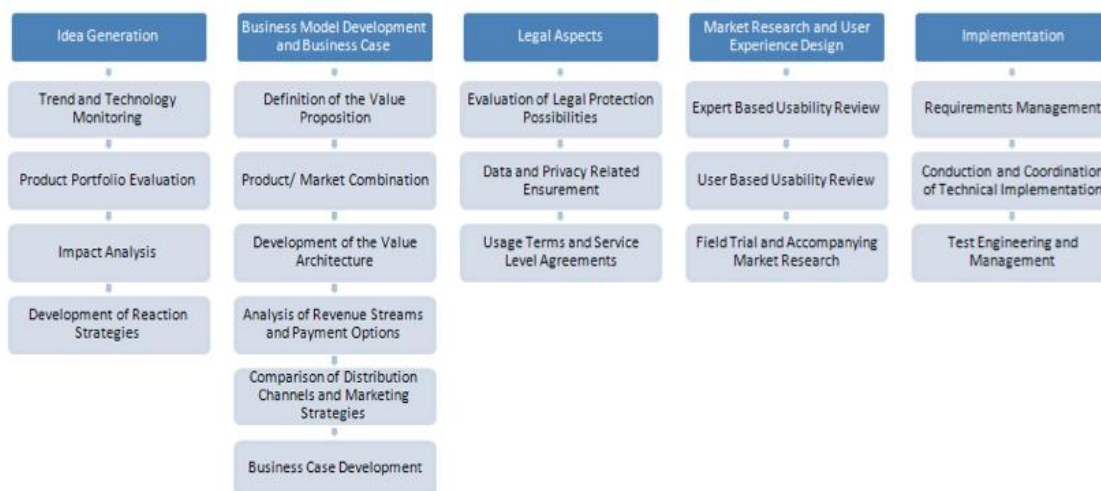 Idea Generation
Trend and Technology
Monitoring
Product Portfolio Evaluation
Impact Analysis
Development of Reaction
Strategies
Business Model Development
and Business Case
Definition of the Value
Proposition
Product/ Market Combination
Development of the Value
Architecture
Analysis of Revenue Streams
and Payment Options
Comparison of Distribution
Channels and Marketing
Strategies
Business Case Development
Legal Aspects
Evaluation of Legal Protection
Possibilities
Data and Privacy Related
Ensurement
Usage Terms and Service
Level Agreements
Market Research and User
Experience Design
Expert Based Usability Review
User Based Usability Review
Field Trial and Accompanying
Market Research
Implementation
Requirements Management
Conduction and Coordination
of Technical Implementation
Test Engineering and
Management